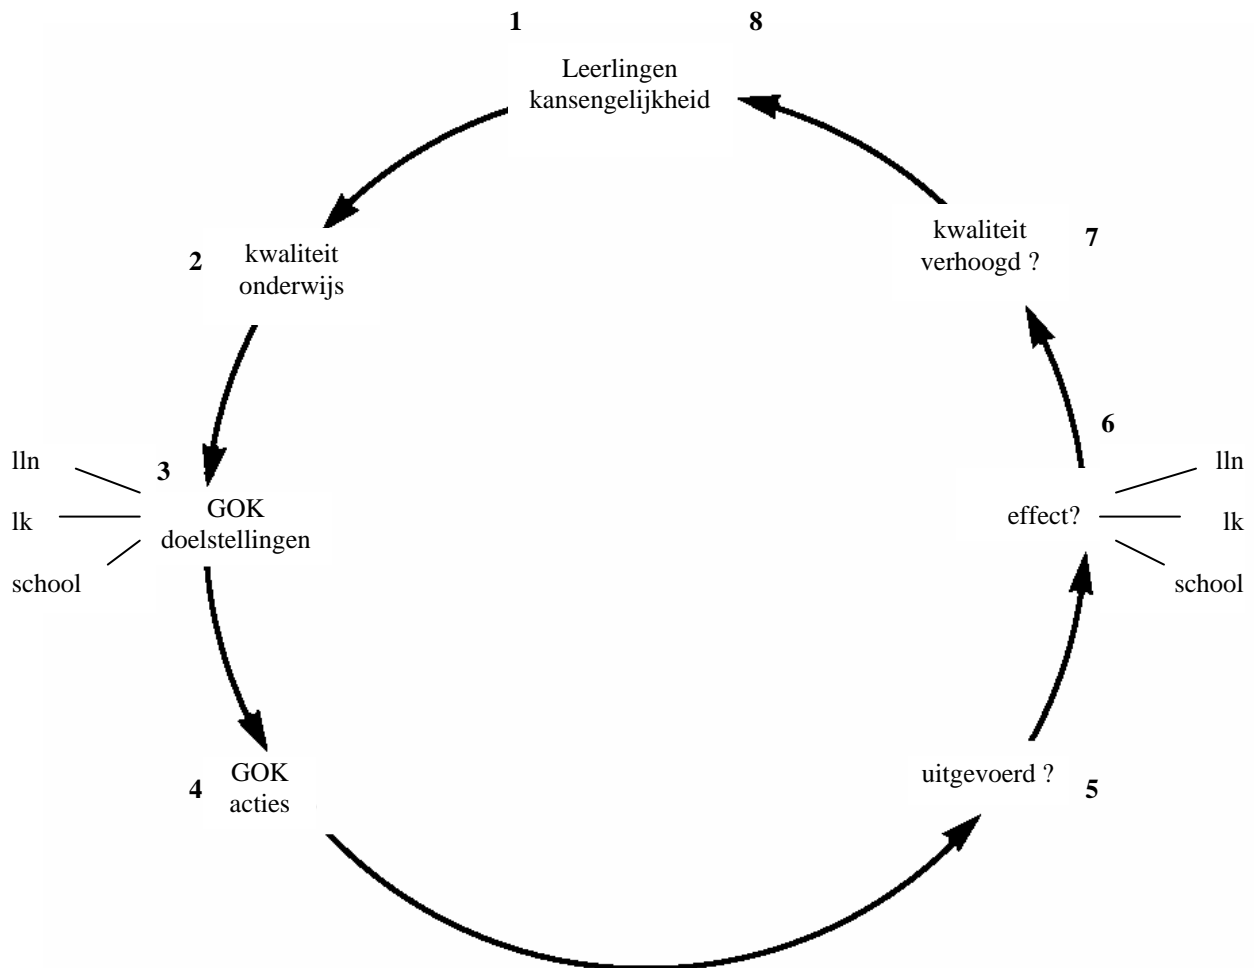 1
8
Leerlingen
kansengelijkheid
2
kwaliteit
onderwijs
kwaliteit
verhoogd ?
7
lln
lk
school
3
GOK
doelstellingen
6
effect?
lln
lk
school
4
GOK
acties
uitgevoerd ?
5